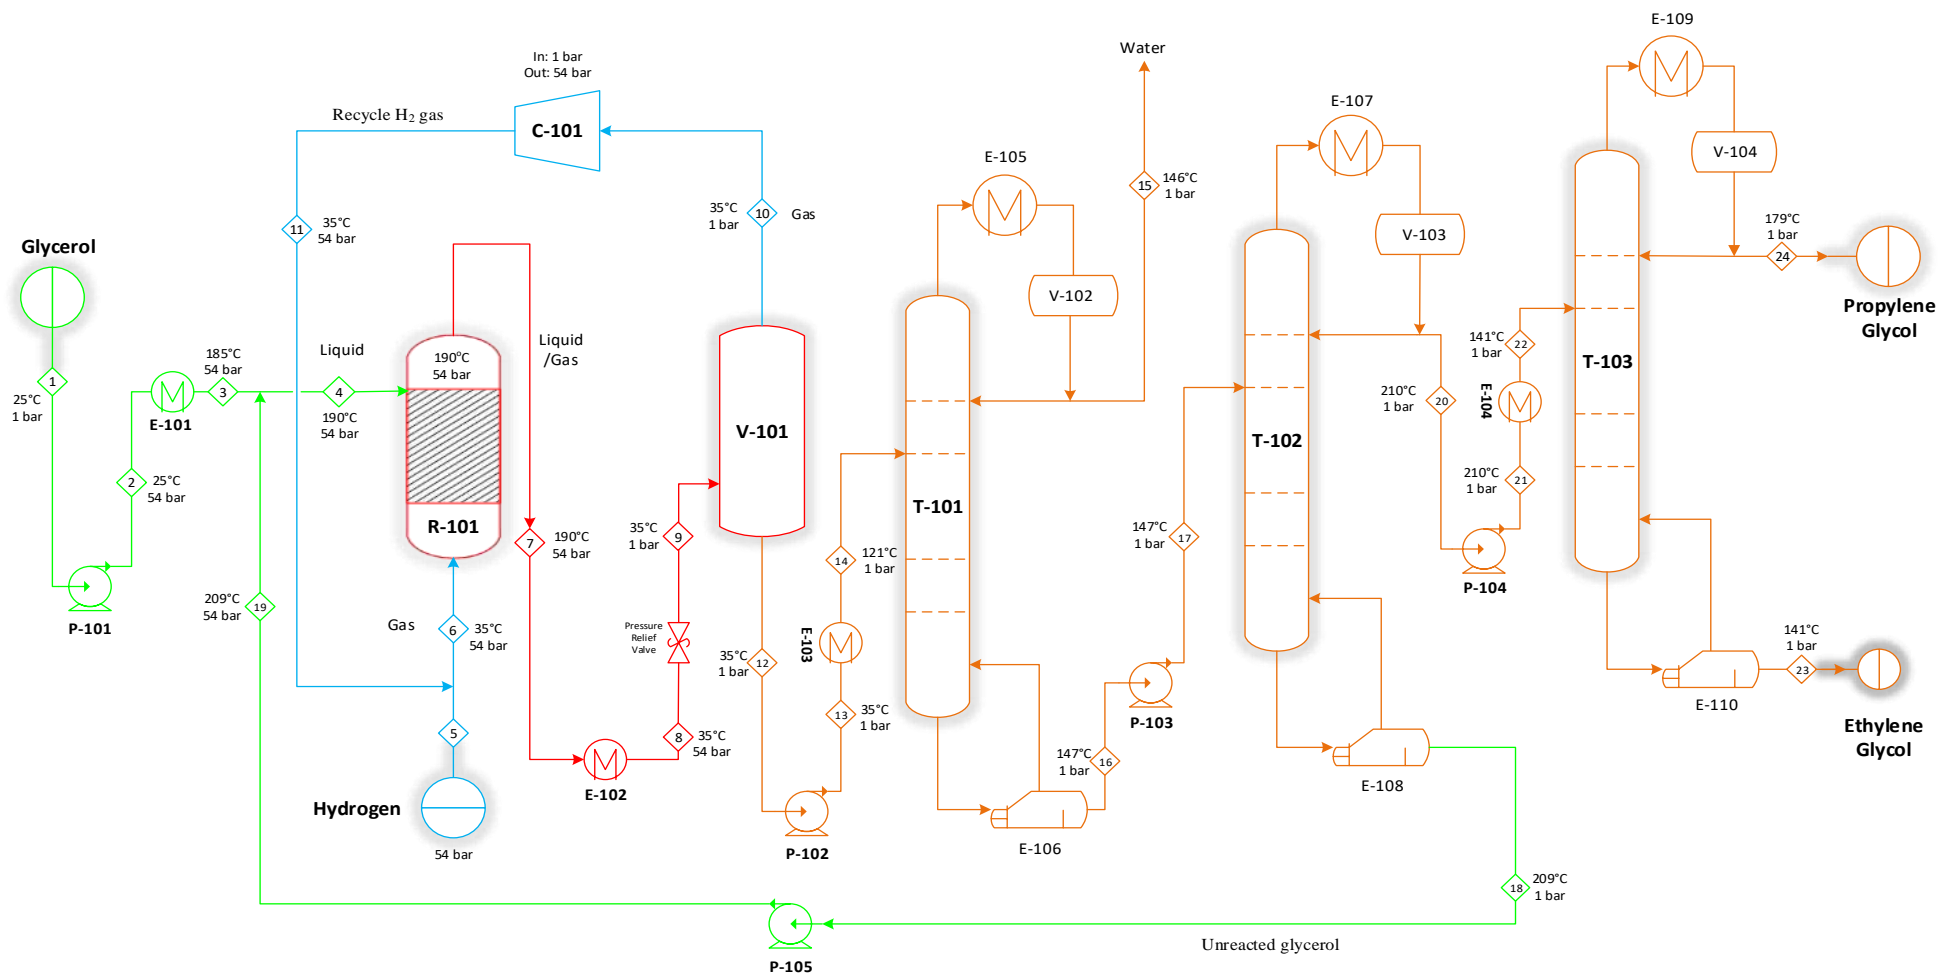 E-109
Water
In: 1 bar
Out: 54 bar
E-107
Recycle H₂ gas
C-101
E-105
V-104
15
146°C
1 bar
35°C
1 bar
10
Gas
11
35°C
54 bar
179°C
1 bar
24
V-103
Glycerol
V-102
Propylene
Glycol
Liquid
/Gas
Liquid
190°C
54 bar
185°C
54 bar
3
4
190°C
54 bar
1
25°C
1 bar
E-101
141°C
1 bar
22
T-103
E-104
210°C
1 bar
20
V-101
T-102
2
25°C
54 bar
210°C
1 bar
21
T-101
R-101
7
190°C
54 bar
35°C
1 bar
9
147°C
1 bar
17
14
121°C
1 bar
P-104
P-101
209°C
54 bar
19
Gas
6
35°C
54 bar
Pressure
Relief
Valve
E-103
35°C
1 bar
12
141°C
1 bar
23
P-103
E-110
Ethylene
Glycol
5
8
35°C
54 bar
13
35°C
1 bar
147°C
1 bar
16
E-108
E-102
Hydrogen
54 bar
P-102
E-106
18
209°C
1 bar
Unreacted glycerol
P-105